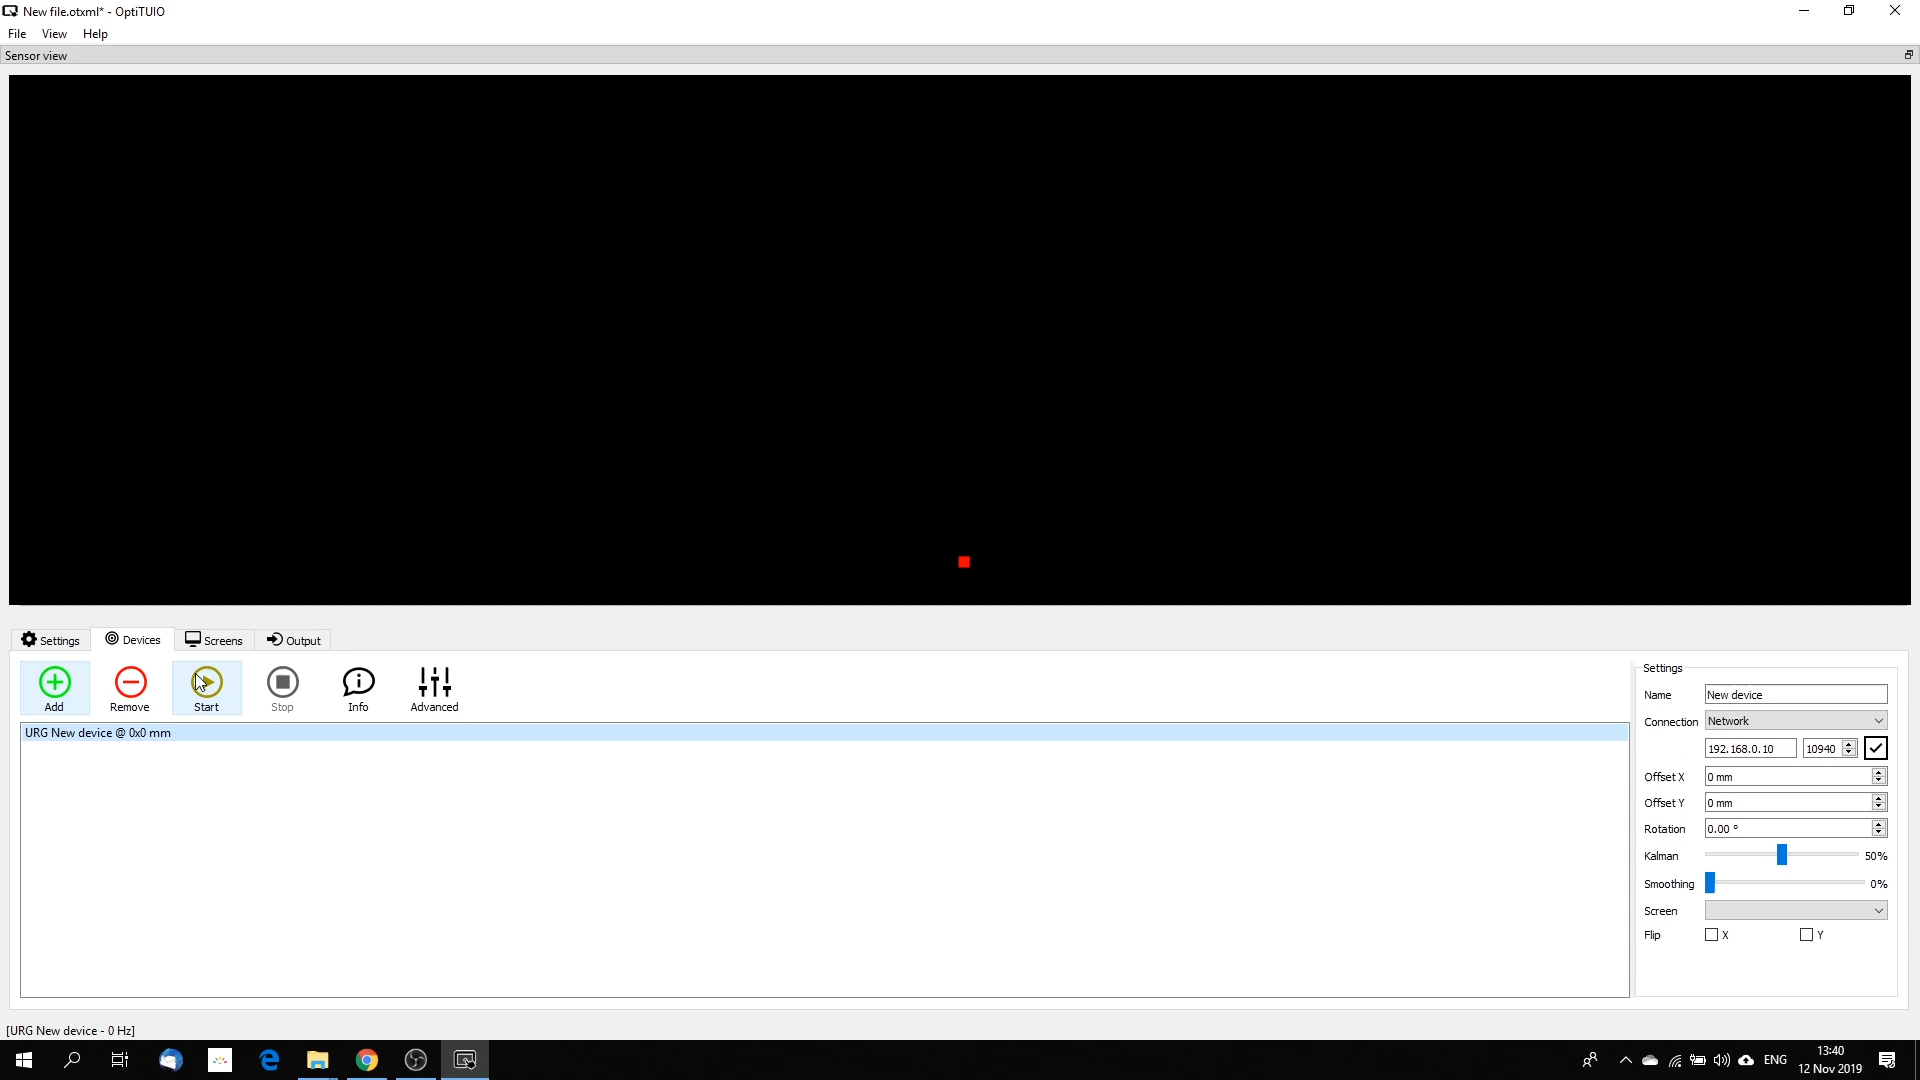 New file.otxml* - OptiTUIO
File View Help
Sensor view
Settings Devices Screens Output
Add Remove Start Stop Info Advanced
URG New device @ 0x0 mm
Settings
Name New device
Connection Network
192.168.0.10 10940
Offset X 0 mm
Offset Y 0 mm
Rotation 0.00 °
Kalman 50%
Smoothing 0%
Screen
Flip X Y
[URG New device - 0 Hz]
ENG
13:40
12 Nov 2019